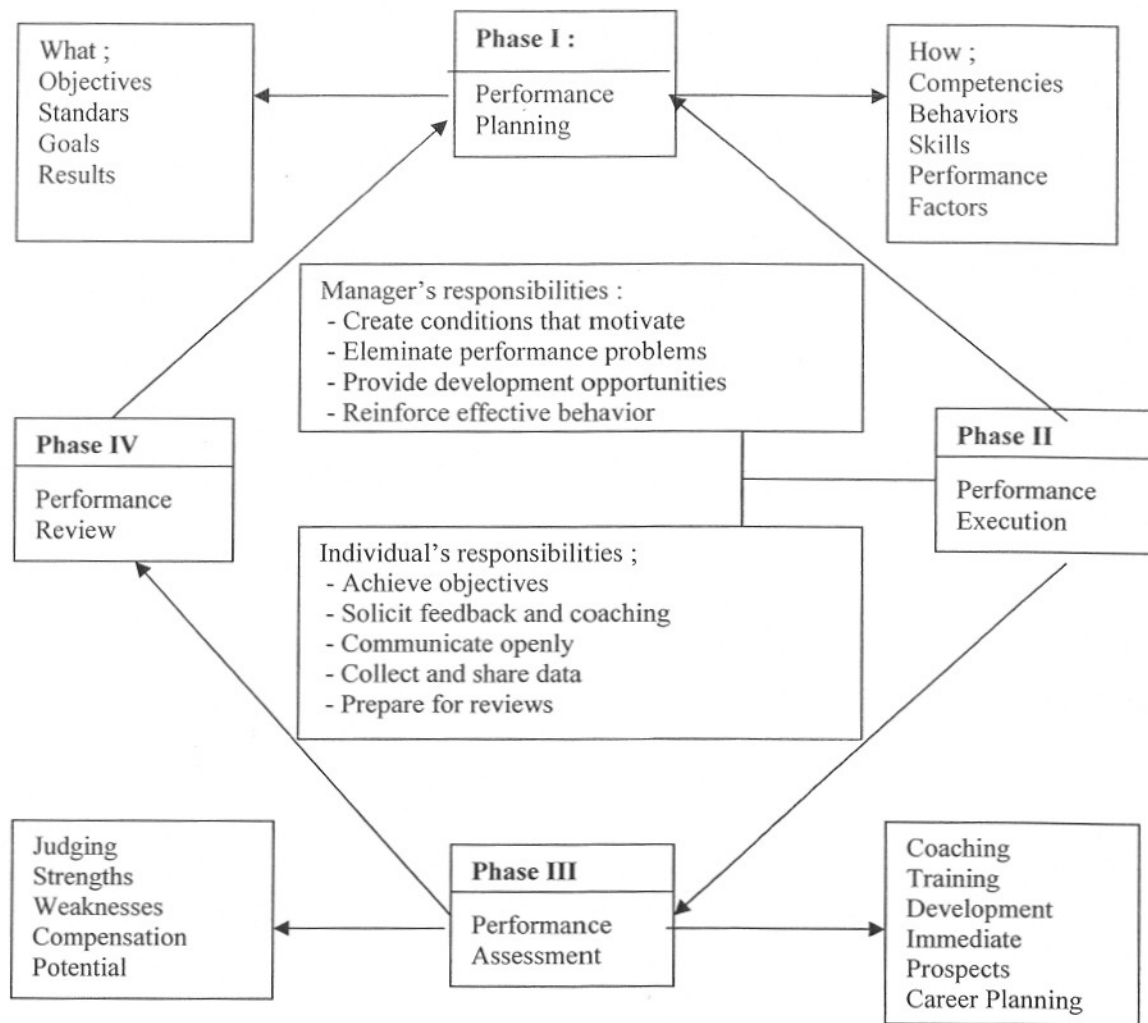 What ;
Objectives
Standars
Goals
Results
Phase I :
Performance
Planning
How ;
Competencies
Behaviors
Skills
Performance
Factors
Manager's responsibilities :
- Create conditions that motivate
- Eleminate performance problems
- Provide development opportunities
- Reinforce effective behavior
Phase IV
Performance
Review
Phase II
Performance
Execution
Individual's responsibilities ;
- Achieve objectives
- Solicit feedback and coaching
- Communicate openly
- Collect and share data
- Prepare for reviews
Judging
Strengths
Weaknesses
Compensation
Potential
Phase III
Performance
Assessment
Coaching
Training
Development
Immediate
Prospects
Career Planning